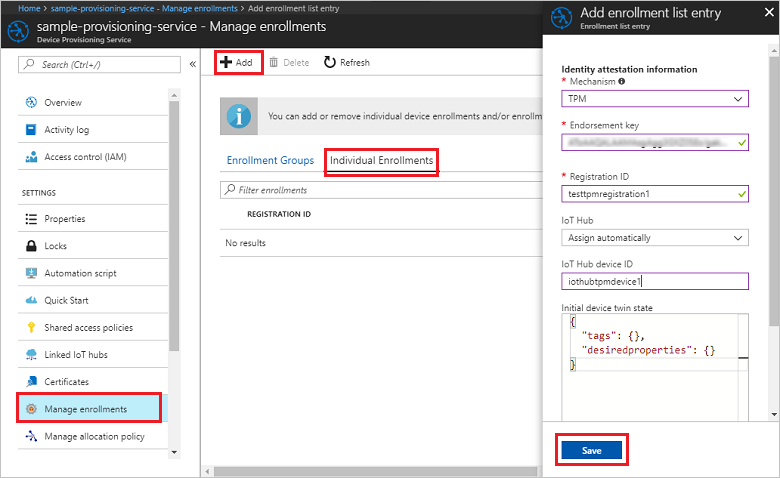 Home > sample-provisioning-service - Manage enrollments > Add enrollment list entry
sample-provisioning-service - Manage enrollments
Device Provisioning Service
Search (Ctrl+/)
Overview
Activity log
Access control (IAM)
SETTINGS
Properties
Locks
Automation script
Quick Start
Shared access policies
Linked IoT hubs
Certificates
Manage enrollments
Manage allocation policy
Add
Delete
Refresh
You can add or remove individual device enrollments and/or enrollm
Enrollment Groups
Individual Enrollments
Filter enrollments
REGISTRATION ID
No results
Add enrollment list entry
Enrollment list entry
Identity attestation information
* Mechanism
TPM
* Endorsement key
* Registration ID
testtpmregistration1
IoT Hub
Assign automatically
IoT Hub device ID
iothubtpmdevice1
Initial device twin state
{
"tags": {},
"desiredproperties": {}
}
Save